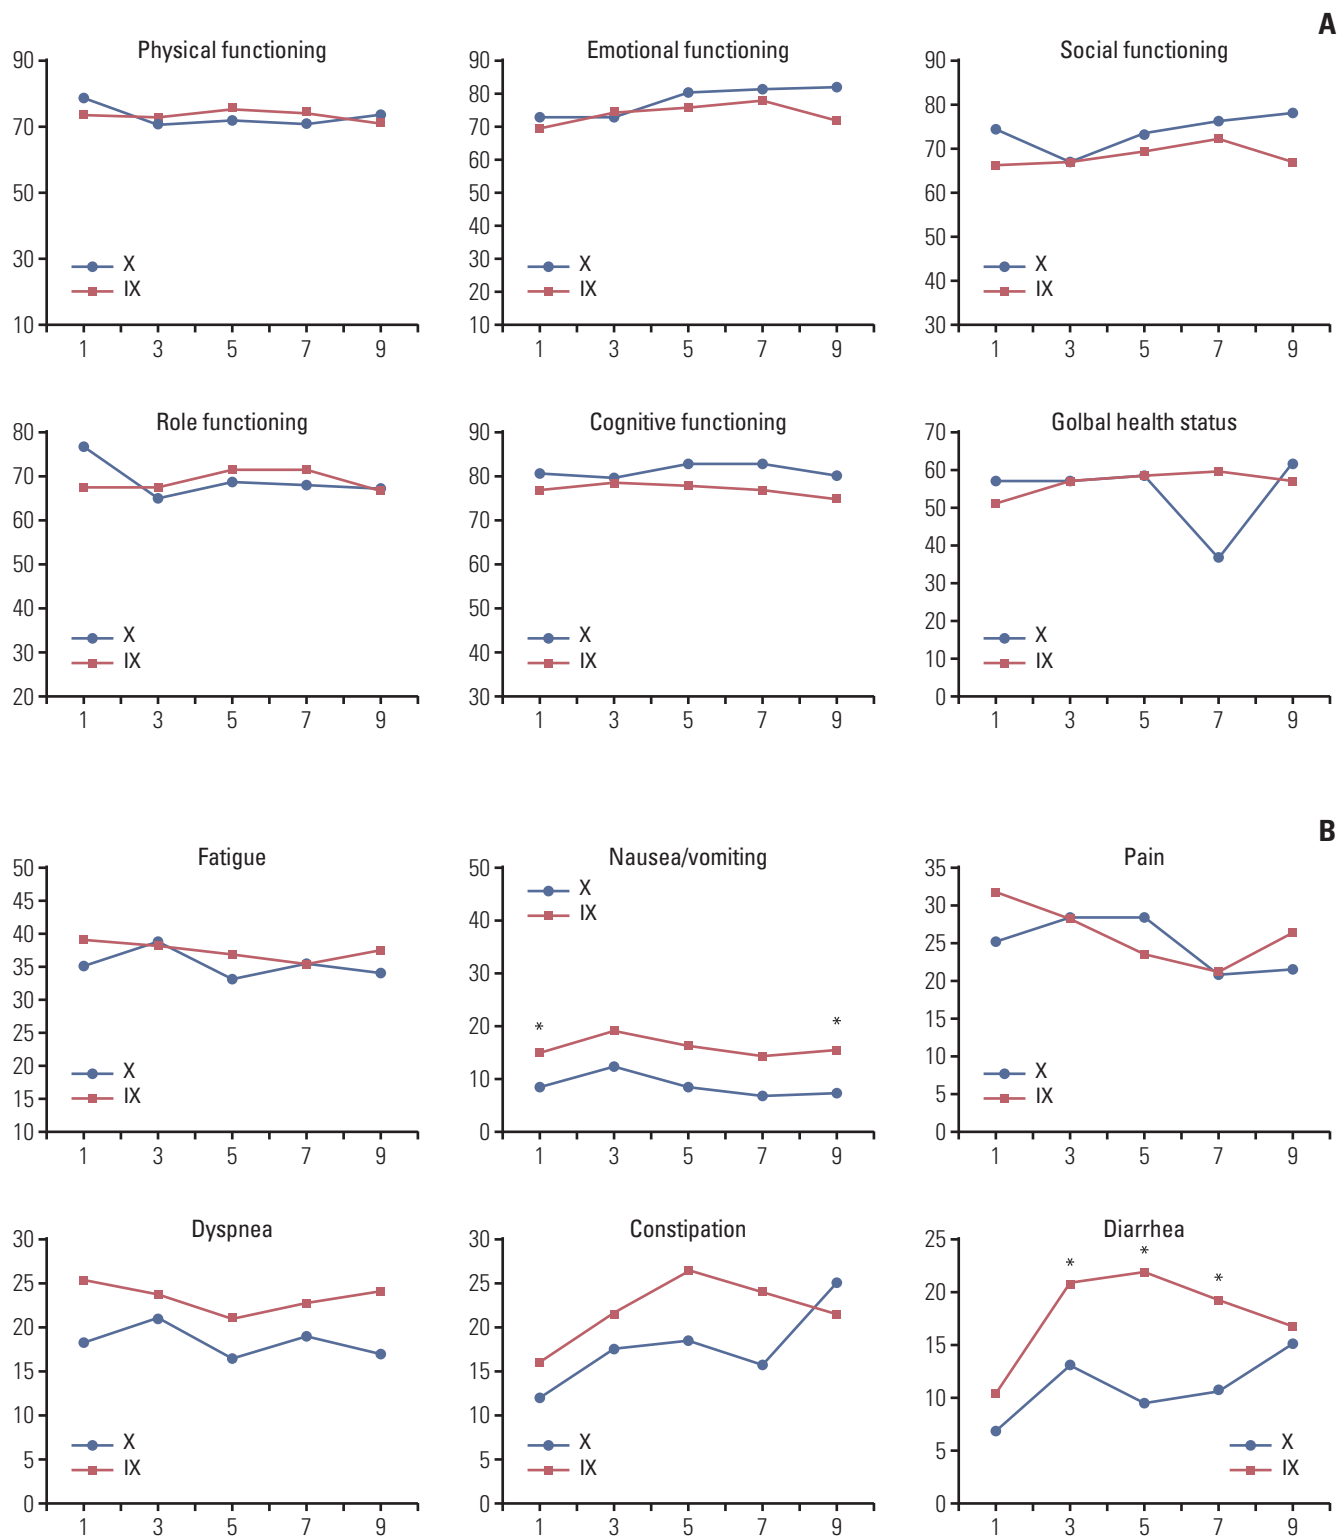 A
Physical functioning
90
70
50
30
10
X
IX
1 3 5 7 9
Emotional functioning
90
80
70
60
50
40
30
20
10
X
IX
1 3 5 7 9
Social functioning
90
80
70
60
50
40
30
X
IX
1 3 5 7 9
Role functioning
80
70
60
50
40
30
20
X
IX
1 3 5 7 9
Cognitive functioning
90
80
70
60
50
40
30
X
IX
1 3 5 7 9
Golbal health status
70
60
50
40
30
20
10
0
X
IX
1 3 5 7 9
B
Fatigue
50
45
40
35
30
25
20
15
10
X
IX
1 3 5 7 9
Nausea/vomiting
50
40
30
20
10
0
X
IX
* *
1 3 5 7 9
Pain
35
30
25
20
15
10
5
0
X
IX
1 3 5 7 9
Dyspnea
30
25
20
15
10
5
0
X
IX
1 3 5 7 9
Constipation
30
25
20
15
10
5
0
X
IX
1 3 5 7 9
Diarrhea
25
20
15
10
5
0
* * *
X
IX
1 3 5 7 9